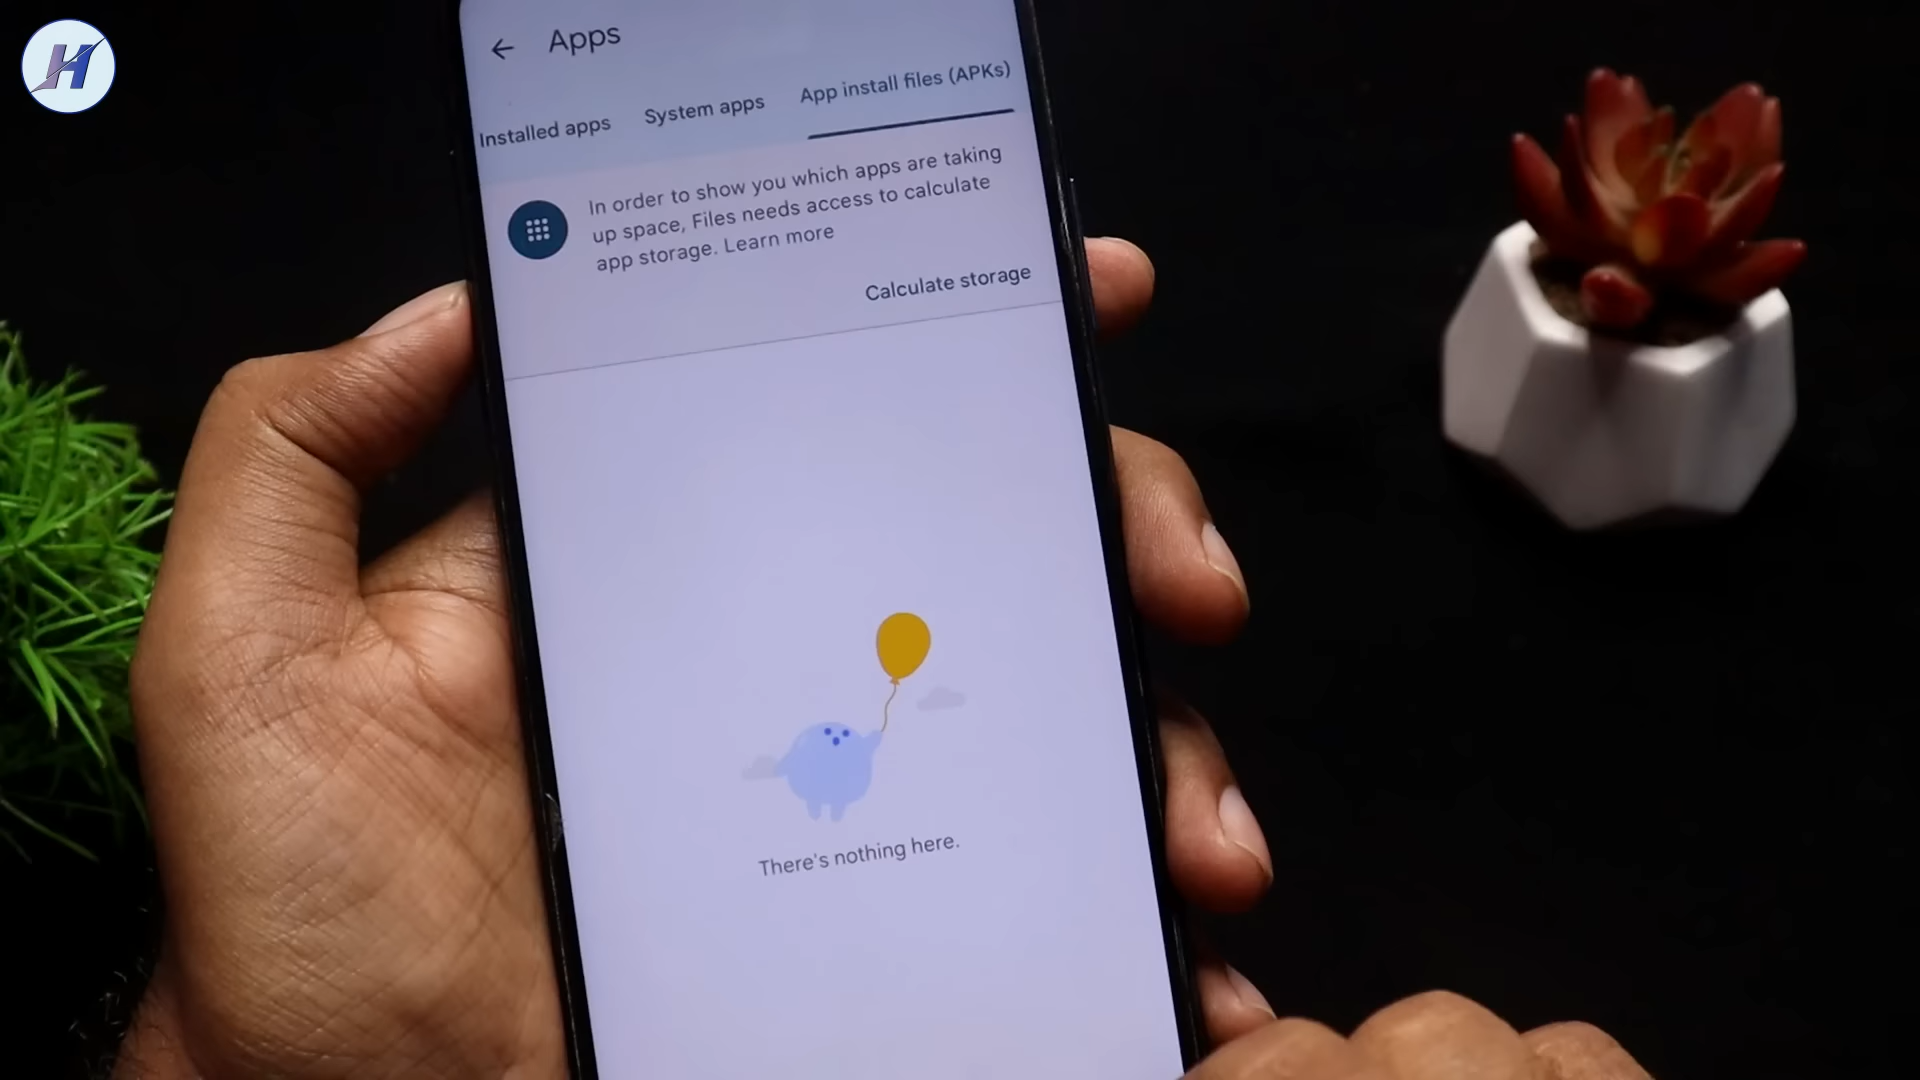 H
Apps
Installed apps
System apps
App install files (APKs)
In order to show you which apps are taking
up space, Files needs access to calculate
app storage. Learn more
Calculate storage
There's nothing here.